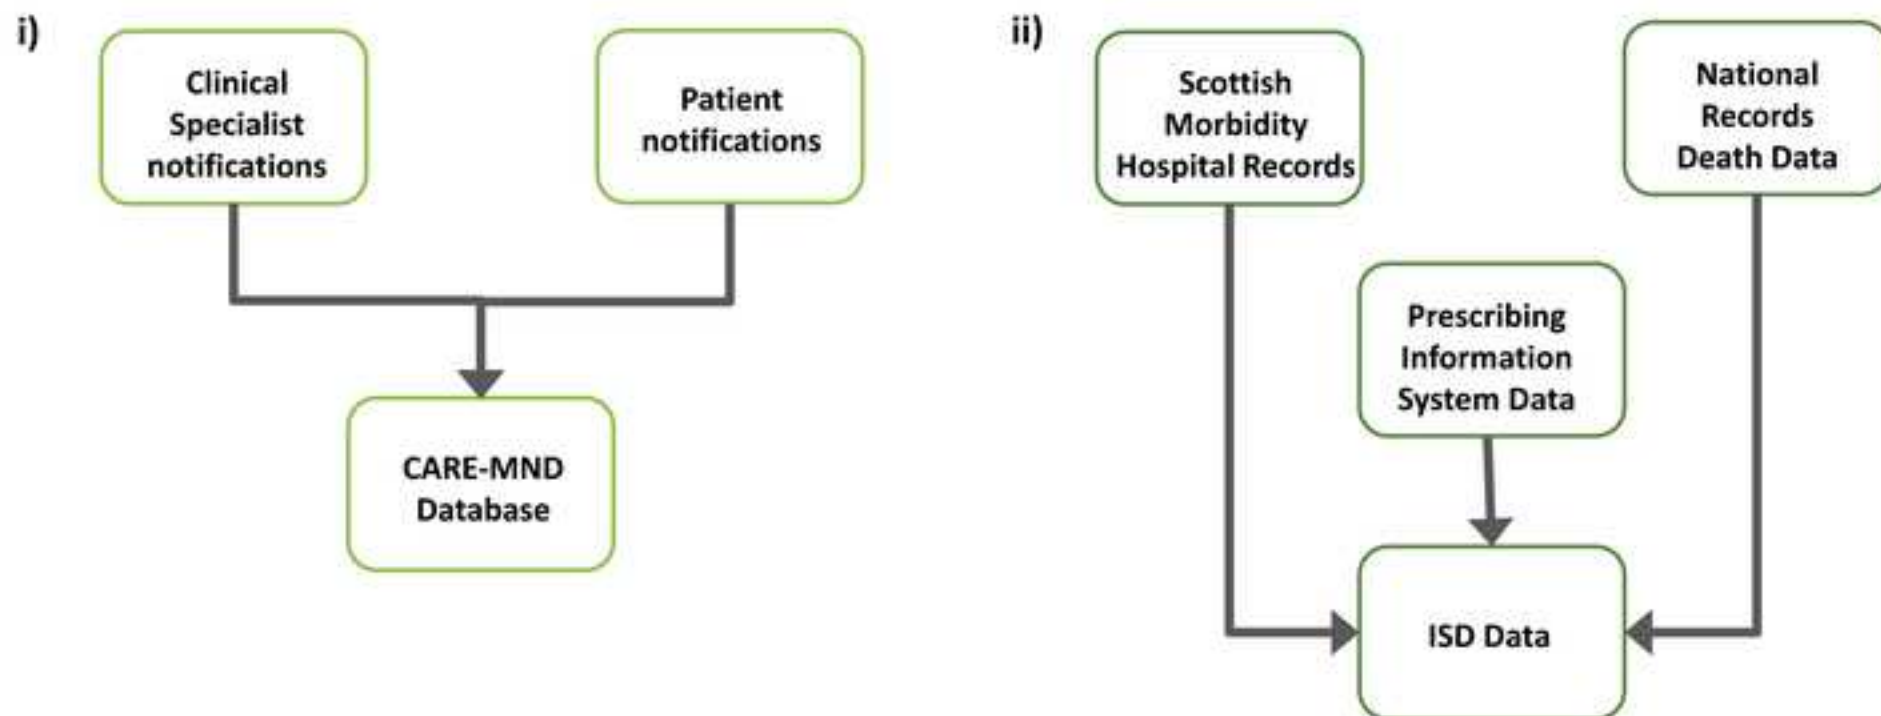 i)
Clinical
Specialist
notifications
Patient
notifications
CARE-MND
Database
ii)
Scottish
Morbidity
Hospital Records
National
Records
Death Data
Prescribing
Information
System Data
ISD Data